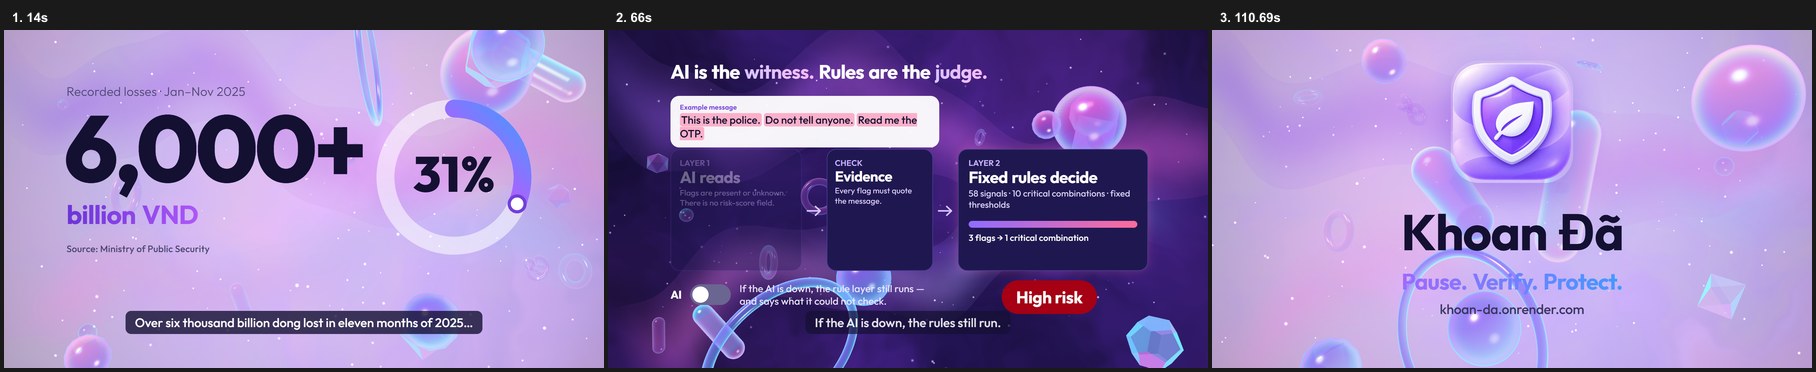 1. 14s
Recorded losses · Jan–Nov 2025
6,000+
billion VND
Source: Ministry of Public Security
31%
Over six thousand billion dong lost in eleven months of 2025...
2. 66s
AI is the witness. Rules are the judge.
Example message
This is the police. Do not tell anyone. Read me the
OTP.
LAYER 1
AI reads
Flags are present or unknown.
There is no risk-score field.
CHECK
Evidence
Every flag must quote
the message.
LAYER 2
Fixed rules decide
58 signals · 10 critical combinations · fixed
thresholds
3 flags → 1 critical combination
AI
If the AI is down, the rule layer still runs —
and says what it could not check.
High risk
If the AI is down, the rules still run.
3. 110.69s
Khoan Đã
Pause. Verify. Protect.
khoan-da.onrender.com